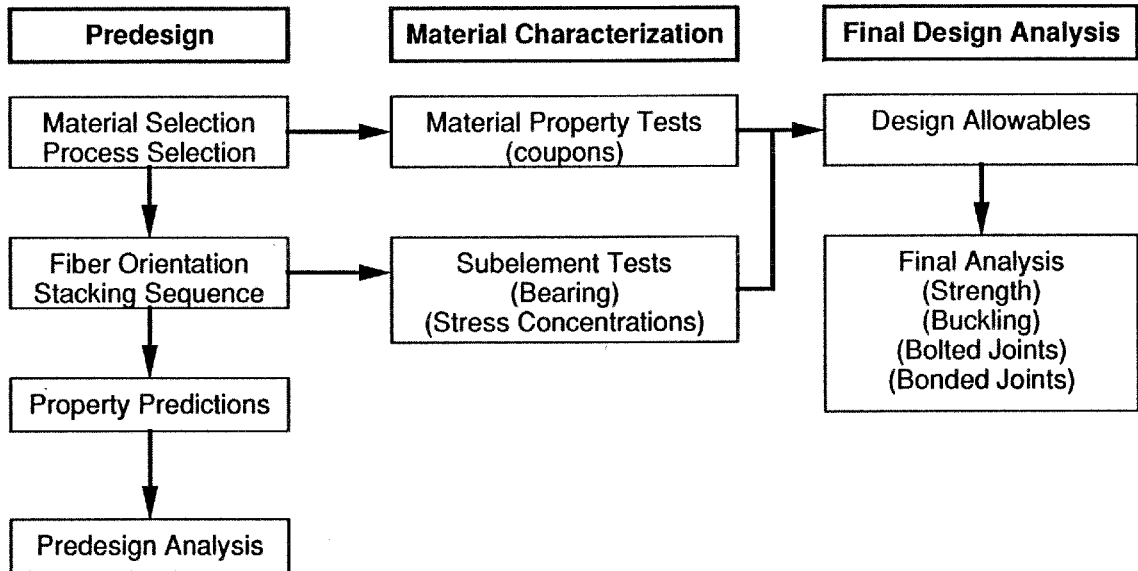 Predesign
Material Characterization
Final Design Analysis
Material Selection
Process Selection
Material Property Tests
(coupons)
Design Allowables
Fiber Orientation
Stacking Sequence
Subelement Tests
(Bearing)
(Stress Concentrations)
Final Analysis
(Strength)
(Buckling)
(Bolted Joints)
(Bonded Joints)
Property Predictions
Predesign Analysis